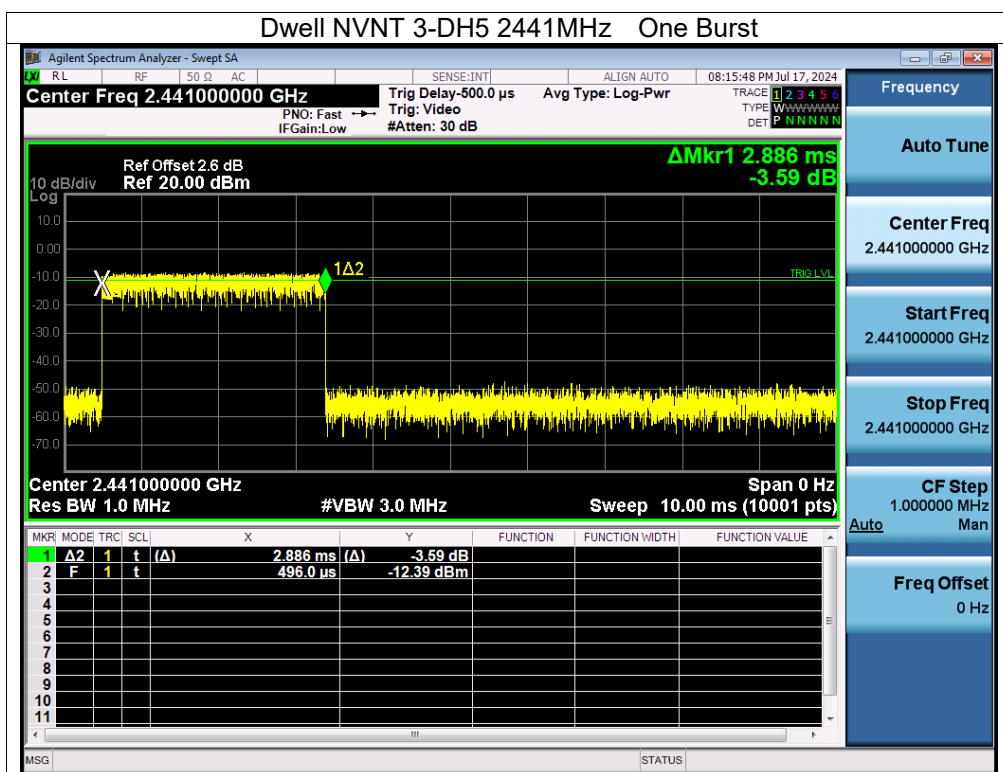 Dwell NVNT 3-DH5 2441MHz One Burst
Agilent Spectrum Analyzer - Swept SA
LXI RL RF 50 Ω AC SENSE:INT ALIGN AUTO 08:15:48 PM Jul 17, 2024
Center Freq 2.441000000 GHz Trig Delay-500.0 µs Avg Type: Log-Pwr TRACE 1 2 3 4 5 6
PNO: Fast Trig: Video TYPE WWWWWWW
IFGain:Low #Atten: 30 dB DET P NNNNN
ΔMkr1 2.886 ms
-3.59 dB
Ref Offset 2.6 dB
10 dB/div Ref 20.00 dBm
Log
10.0
0.00
-10.0
-20.0
-30.0
-40.0
-50.0
-60.0
-70.0
X
1Δ2
TRIG LVL
Center 2.441000000 GHz Span 0 Hz
Res BW 1.0 MHz #VBW 3.0 MHz Sweep 10.00 ms (10001 pts)
MKR MODE TRC SCL X Y FUNCTION FUNCTION WIDTH FUNCTION VALUE
1 Δ2 1 t (Δ) 2.886 ms (Δ) -3.59 dB
2 F 1 t 496.0 µs -12.39 dBm
3
4
5
6
7
8
9
10
11
MSG STATUS
Frequency
Auto Tune
Center Freq
2.441000000 GHz
Start Freq
2.441000000 GHz
Stop Freq
2.441000000 GHz
CF Step
1.000000 MHz
Auto Man
Freq Offset
0 Hz